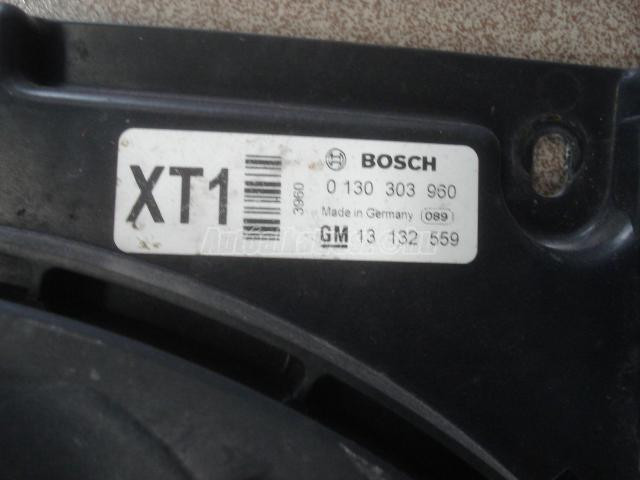 XT1
3960
BOSCH
0 130 303 960
Made in Germany 089
GM 13 132 559